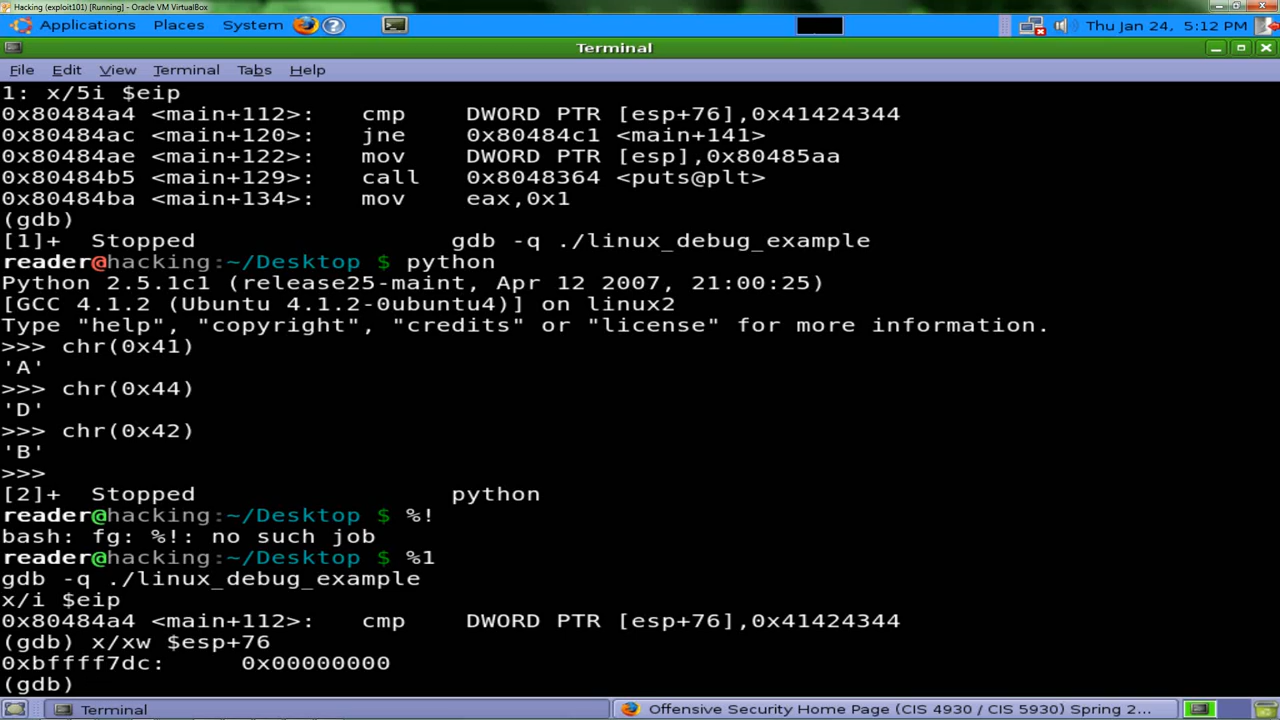 Hacking (exploit101) [Running] - Oracle VM VirtualBox
Applications Places System Thu Jan 24, 5:12 PM
Terminal
File Edit View Terminal Tabs Help
1: x/5i $eip
0x80484a4 <main+112>: cmp DWORD PTR [esp+76],0x41424344
0x80484ac <main+120>: jne 0x80484c1 <main+141>
0x80484ae <main+122>: mov DWORD PTR [esp],0x80485aa
0x80484b5 <main+129>: call 0x8048364 <puts@plt>
0x80484ba <main+134>: mov eax,0x1
(gdb)
[1]+ Stopped gdb -q ./linux_debug_example
reader@hacking:~/Desktop $ python
Python 2.5.1c1 (release25-maint, Apr 12 2007, 21:00:25)
[GCC 4.1.2 (Ubuntu 4.1.2-0ubuntu4)] on linux2
Type "help", "copyright", "credits" or "license" for more information.
>>> chr(0x41)
'A'
>>> chr(0x44)
'D'
>>> chr(0x42)
'B'
>>>
[2]+ Stopped python
reader@hacking:~/Desktop $ %!
bash: fg: %!: no such job
reader@hacking:~/Desktop $ %1
gdb -q ./linux_debug_example
x/i $eip
0x80484a4 <main+112>: cmp DWORD PTR [esp+76],0x41424344
(gdb) x/xw $esp+76
0xbffff7dc: 0x00000000
(gdb)
Terminal Offensive Security Home Page (CIS 4930 / CIS 5930) Spring 2...